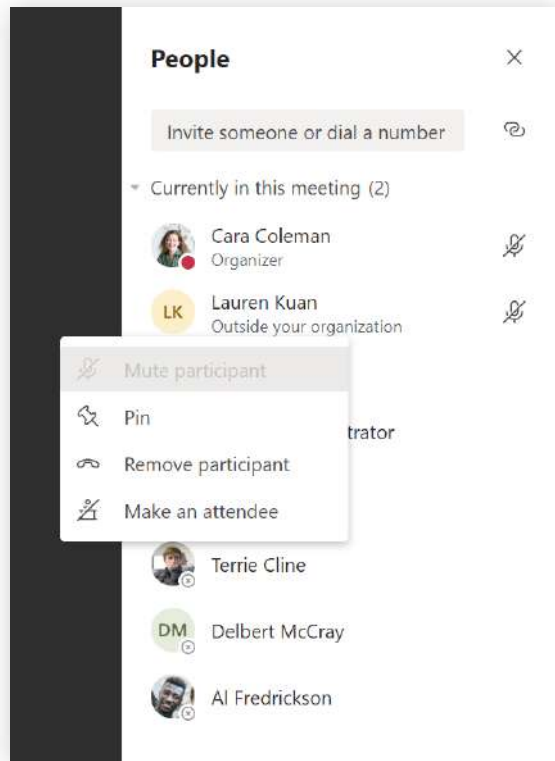 People
Invite someone or dial a number
Currently in this meeting (2)
Cara Coleman
Organizer
LK
Lauren Kuan
Outside your organization
Mute participant
Pin
trator
Remove participant
Make an attendee
Terrie Cline
DM
Delbert McCray
Al Fredrickson